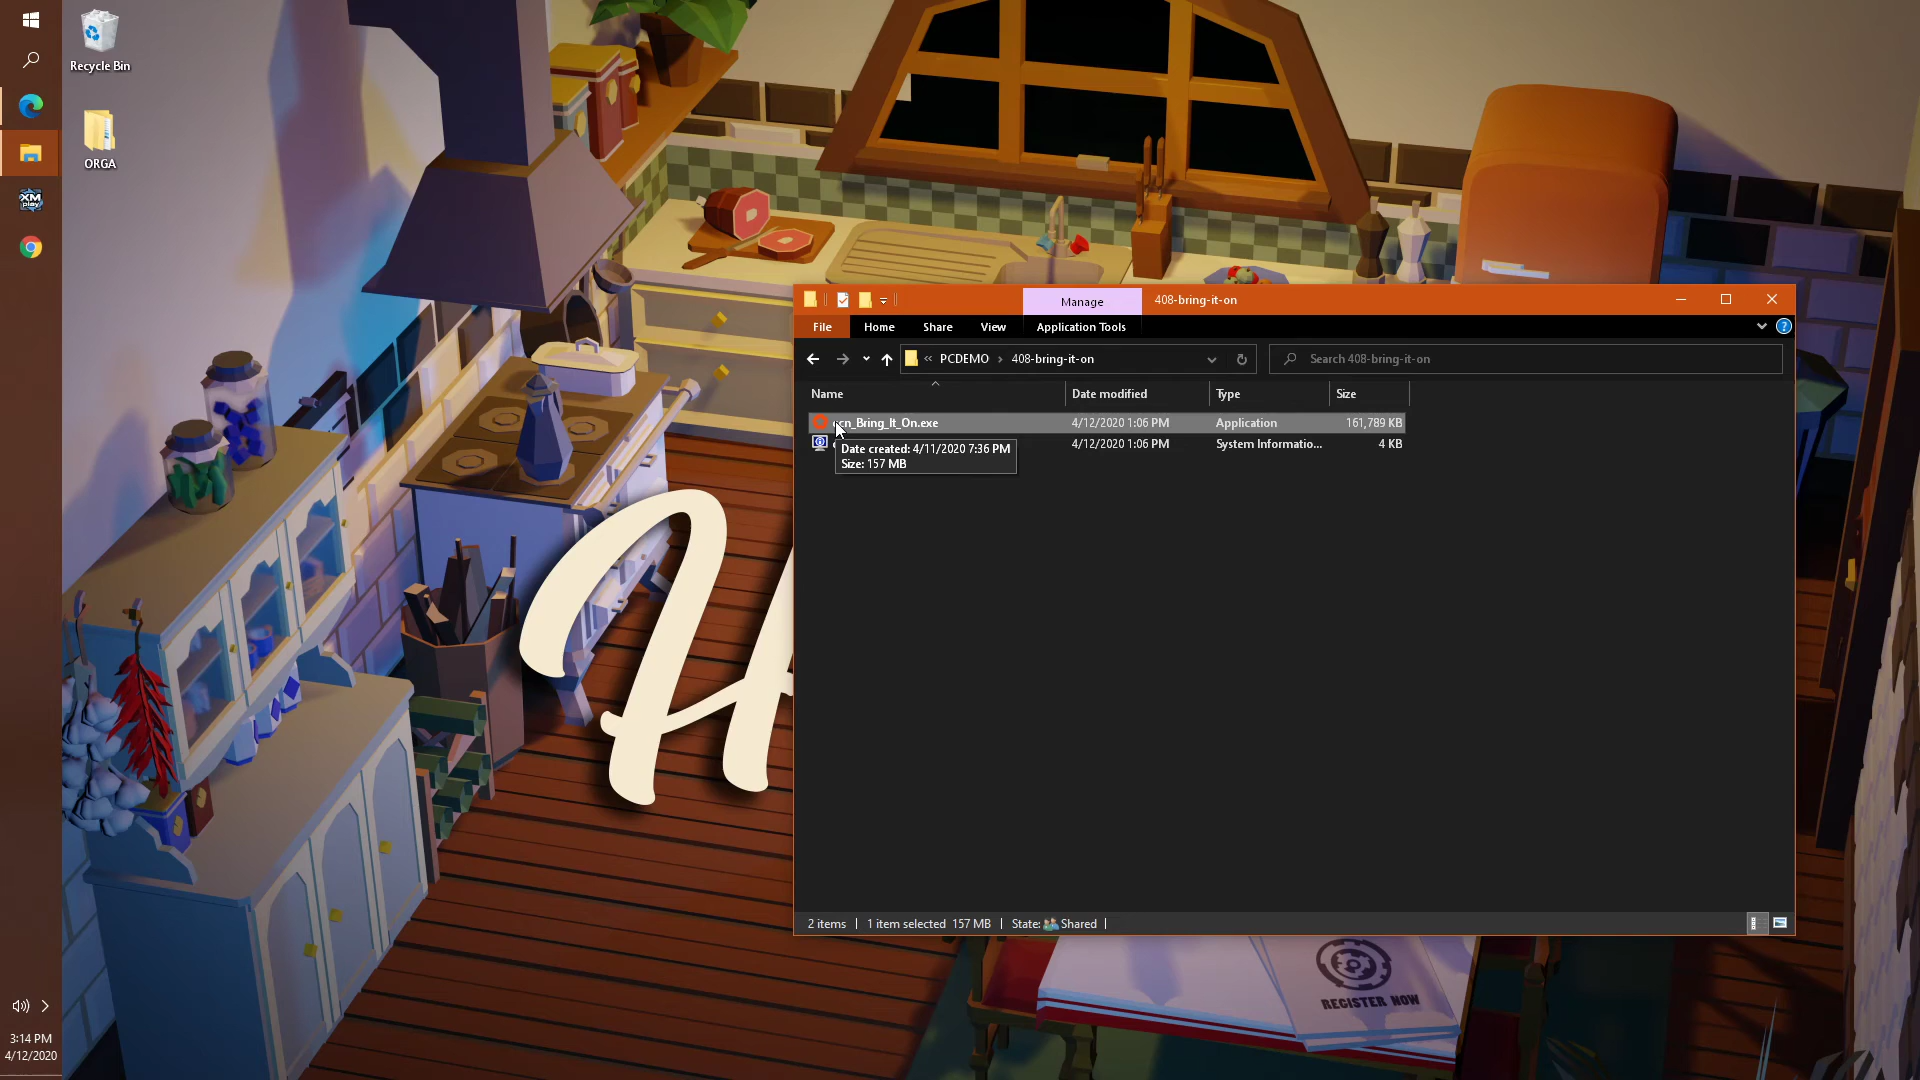 Recycle Bin
ORGA
XM
play
3:14 PM
4/12/2020
H
Manage
408-bring-it-on
File
Home
Share
View
Application Tools
« PCDEMO › 408-bring-it-on
Search 408-bring-it-on
Name
Date modified
Type
Size
cn_Bring_It_On.exe
4/12/2020 1:06 PM
Application
161,789 KB
4/12/2020 1:06 PM
System Informatio...
4 KB
Date created: 4/11/2020 7:36 PM
Size: 157 MB
2 items
1 item selected 157 MB
State: Shared
REGISTER NOW